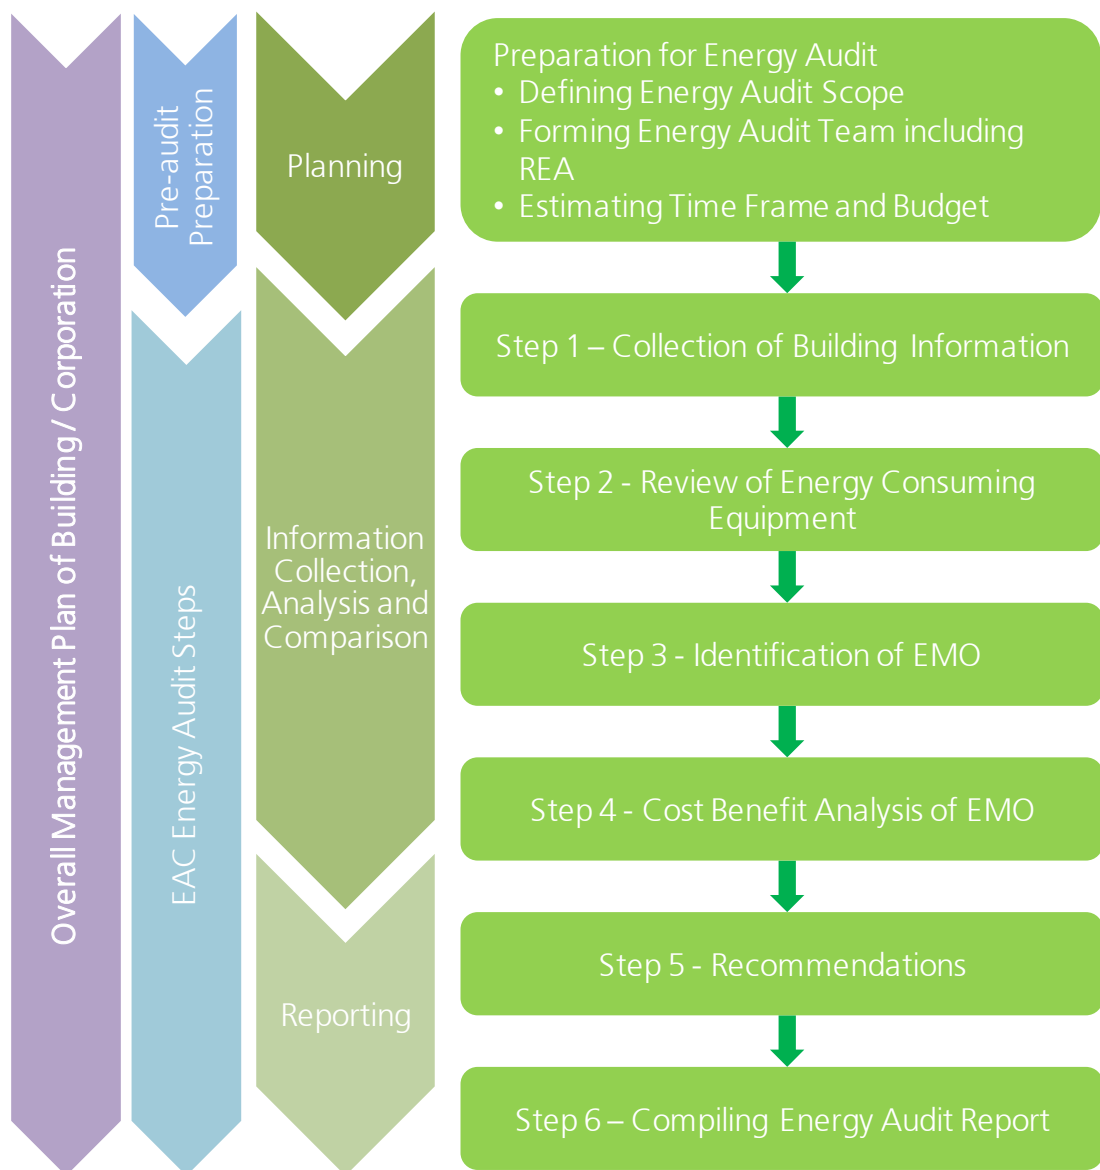 Overall Management Plan of Building / Corporation
Pre-audit
Preparation
EAC Energy Audit Steps
Planning
Information
Collection,
Analysis and
Comparison
Reporting
Preparation for Energy Audit
• Defining Energy Audit Scope
• Forming Energy Audit Team including
REA
• Estimating Time Frame and Budget
Step 1 – Collection of Building Information
Step 2 - Review of Energy Consuming
Equipment
Step 3 - Identification of EMO
Step 4 - Cost Benefit Analysis of EMO
Step 5 - Recommendations
Step 6 – Compiling Energy Audit Report